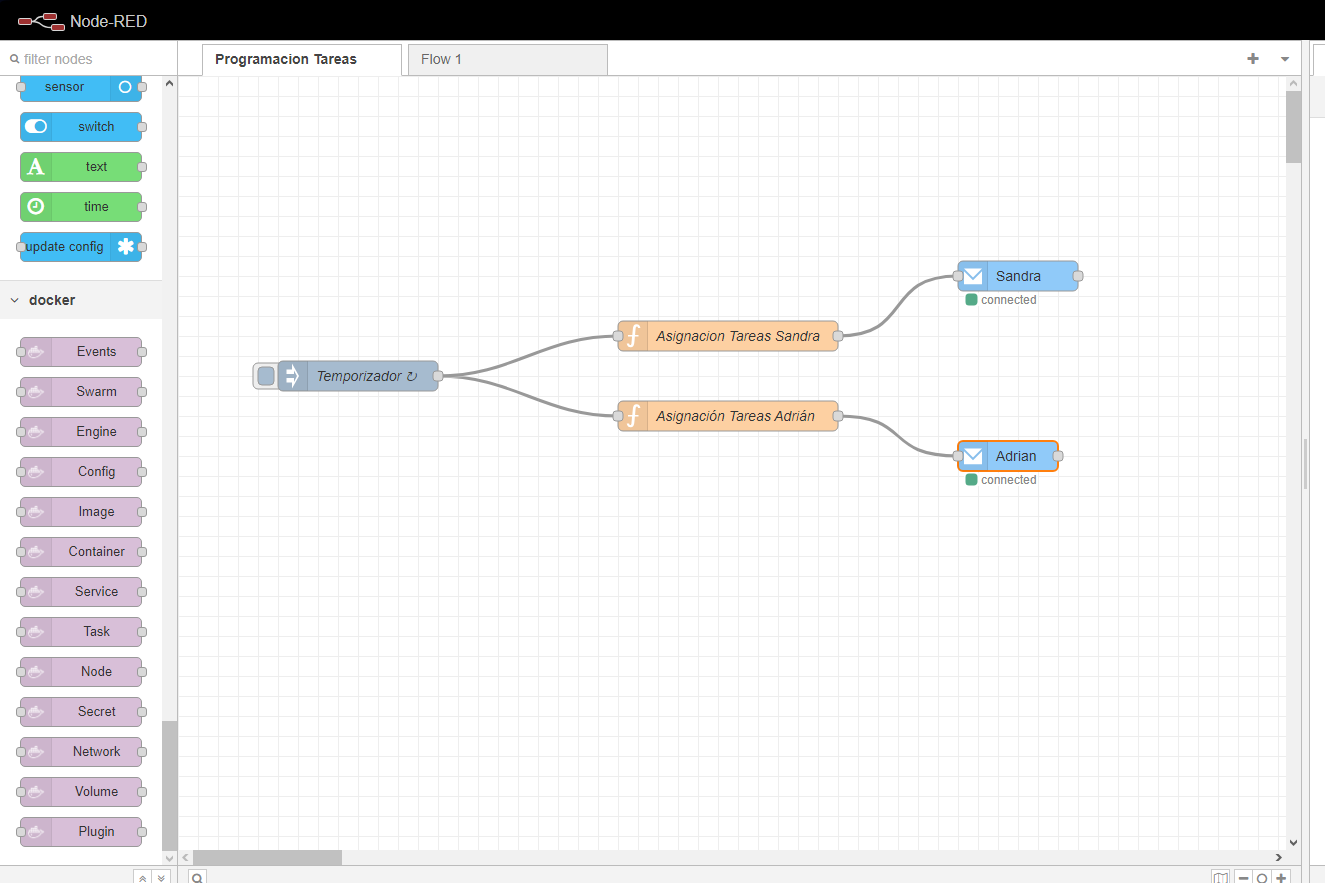 Node-RED
filter nodes
Programacion Tareas
Flow 1
sensor
switch
text
time
update config
docker
Events
Swarm
Engine
Config
Image
Container
Service
Task
Node
Secret
Network
Volume
Plugin
Temporizador ↻
Asignacion Tareas Sandra
Asignación Tareas Adrián
Sandra
connected
Adrian
connected